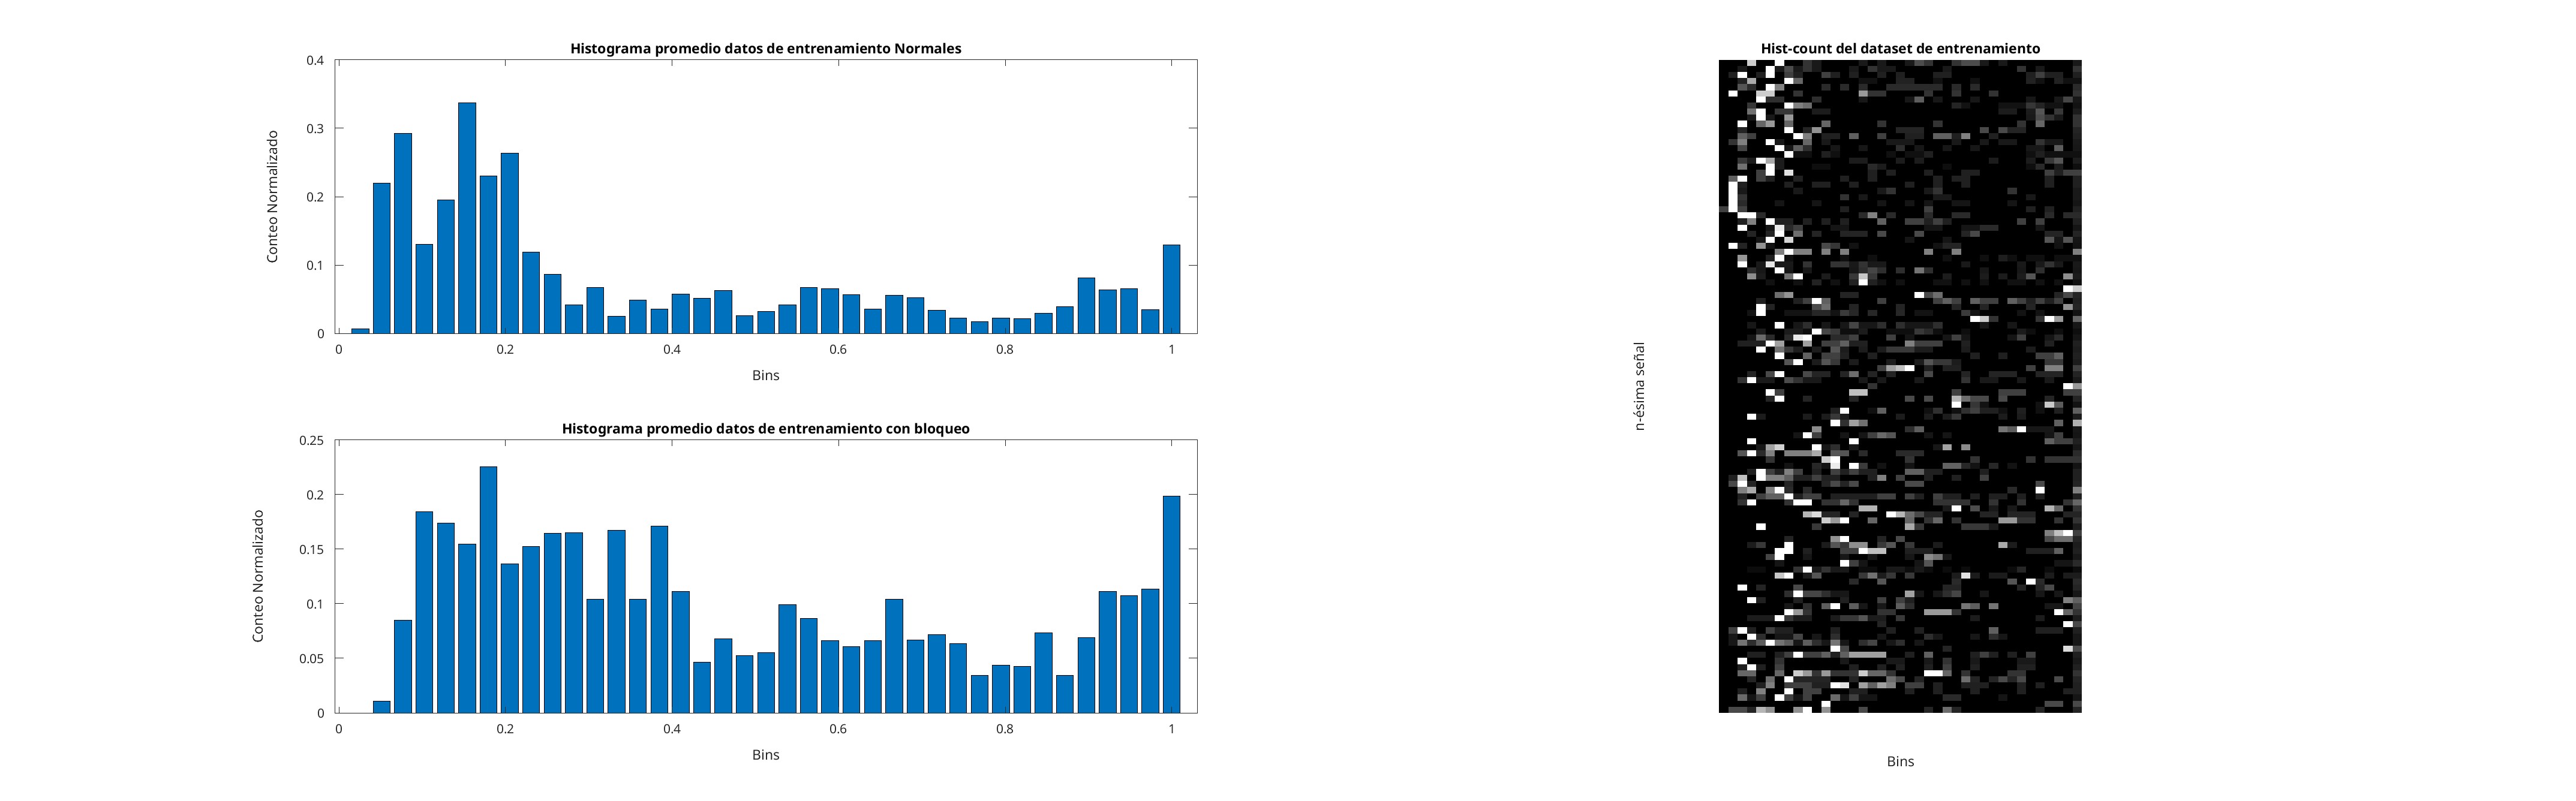 Histograma promedio datos de entrenamiento Normales
0.4
0.3
0.2
0.1
0
Conteo Normalizado
0 0.2 0.4 0.6 0.8 1
Bins
Histograma promedio datos de entrenamiento con bloqueo
0.25
0.2
0.15
0.1
0.05
0
Conteo Normalizado
0 0.2 0.4 0.6 0.8 1
Bins
Hist-count del dataset de entrenamiento
n-ésima señal
Bins